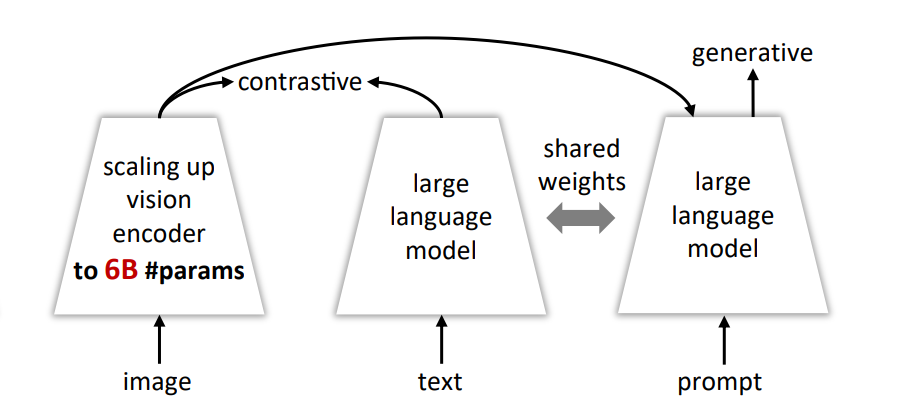 generative
contrastive
scaling up
vision
encoder
to 6B #params
large
language
model
shared
weights
large
language
model
image
text
prompt